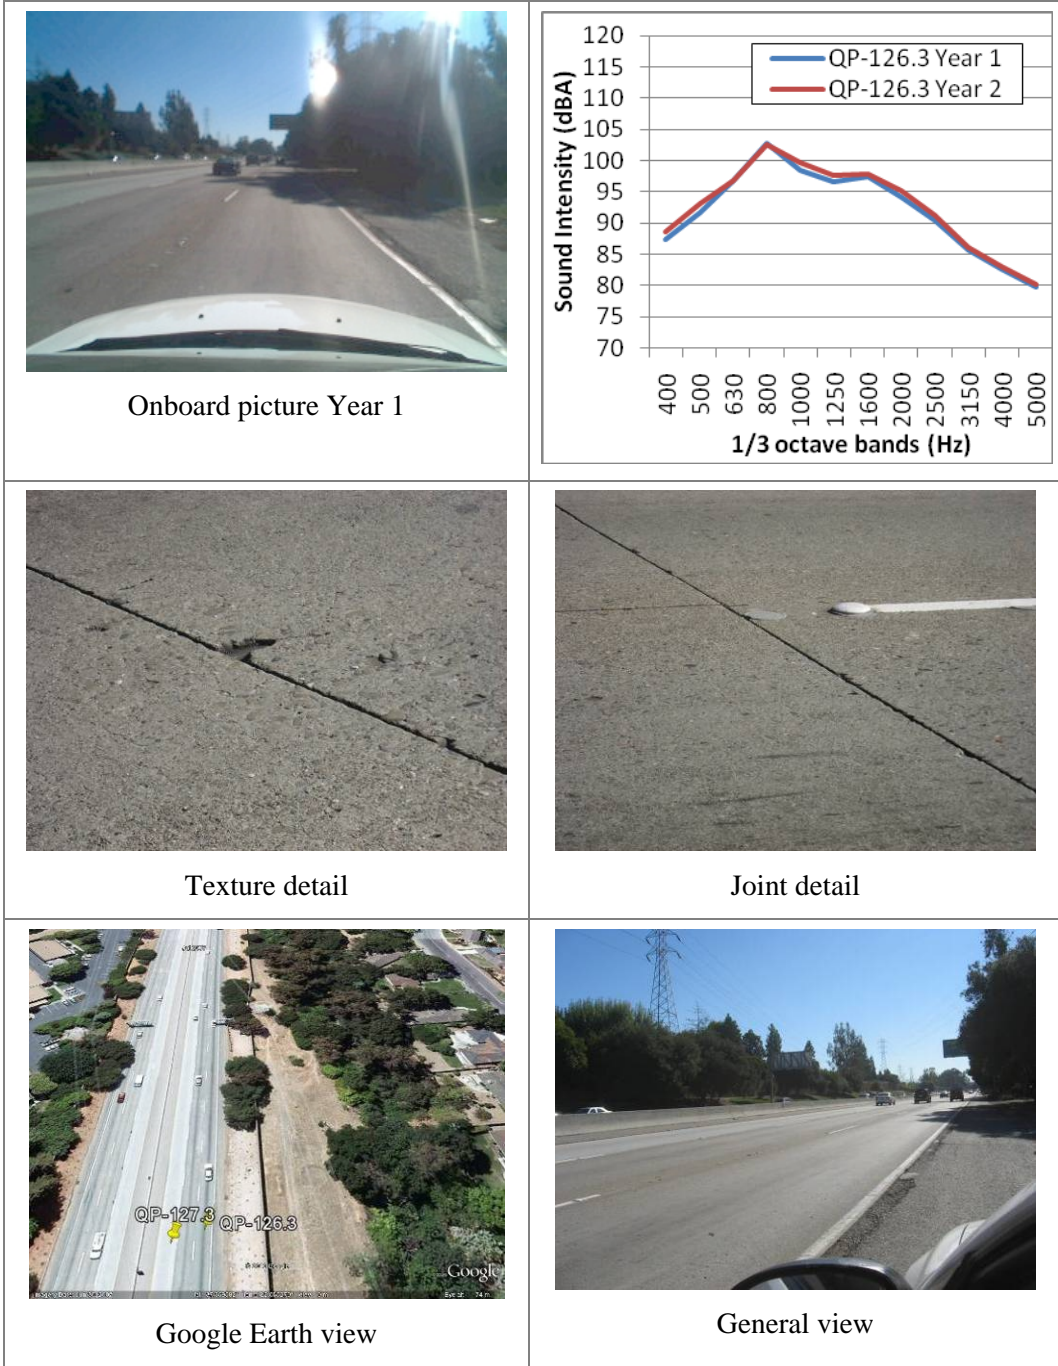 120
115
110
105
100
95
90
85
80
75
70
Sound Intensity (dBA)
QP-126.3 Year 1
QP-126.3 Year 2
400
500
630
800
1000
1250
1600
2000
2500
3150
4000
5000
1/3 octave bands (Hz)
Onboard picture Year 1
Texture detail
Joint detail
QP-127.3
QP-126.3
Google
Google Earth view
General view